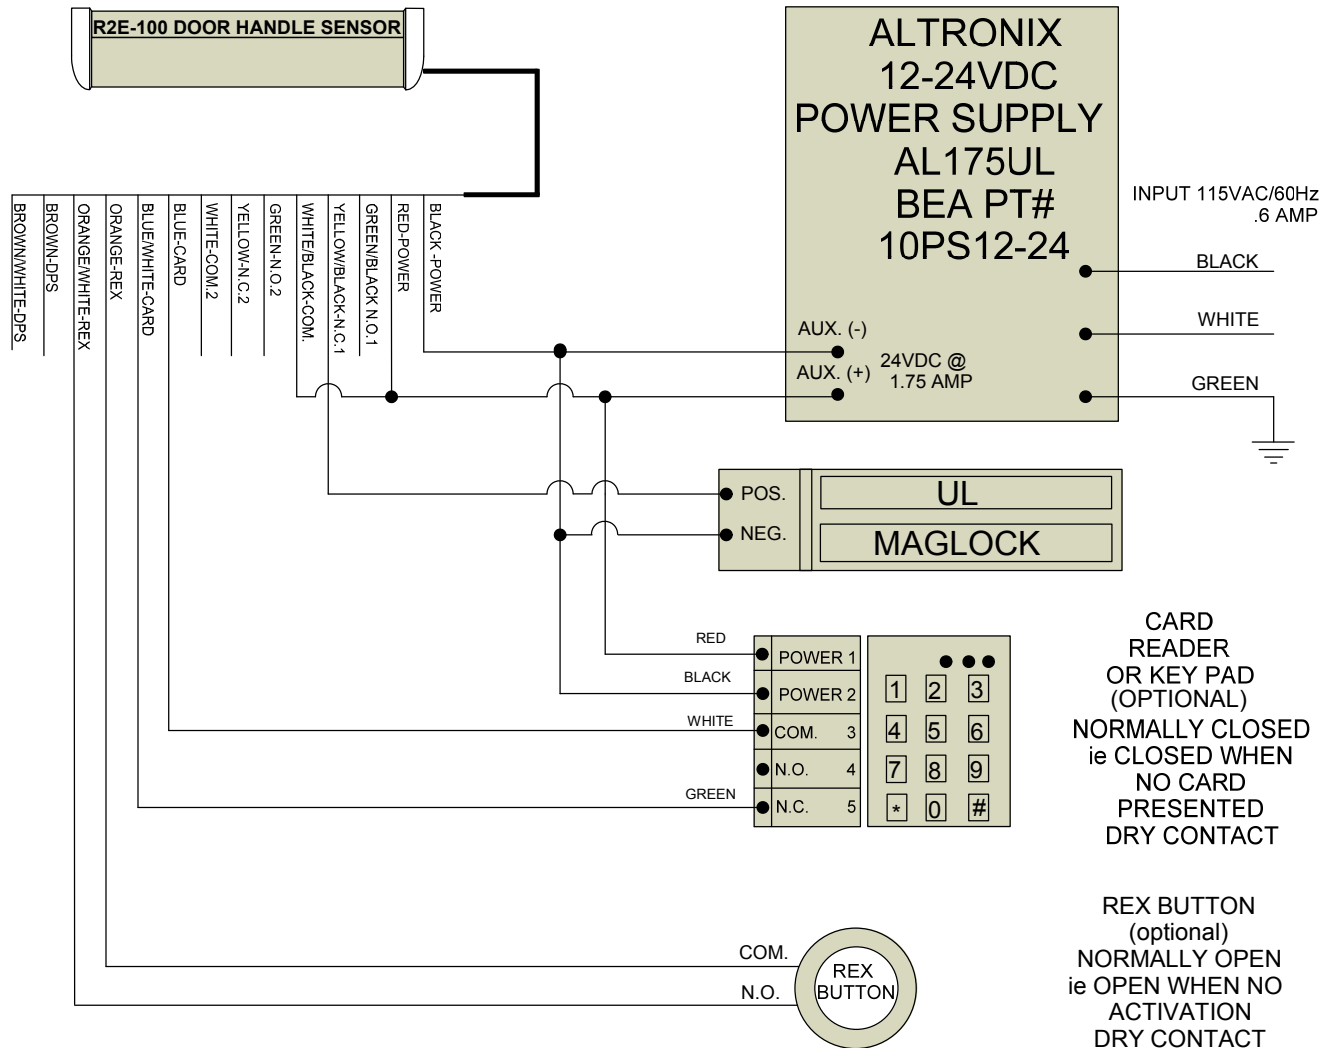 R2E-100 DOOR HANDLE SENSOR
ALTRONIX
12-24VDC
POWER SUPPLY
AL175UL
BEA PT#
10PS12-24
INPUT 115VAC/60Hz
.6 AMP
BLACK
WHITE
GREEN
AUX. (-)
AUX. (+)
24VDC @
1.75 AMP
BROWN/WHITE-DPS
BROWN-DPS
ORANGE/WHITE-REX
ORANGE-REX
BLUE/WHITE-CARD
BLUE-CARD
WHITE-COM.2
YELLOW-N.C.2
GREEN-N.O.2
WHITE/BLACK-COM.
YELLOW/BLACK-N.C.1
GREEN/BLACK N.O.1
RED-POWER
BLACK -POWER
POS.
NEG.
UL
MAGLOCK
RED
BLACK
WHITE
GREEN
POWER 1
POWER 2
COM. 3
N.O. 4
N.C. 5
1 2 3
4 5 6
7 8 9
* 0 #
CARD
READER
OR KEY PAD
(OPTIONAL)
NORMALLY CLOSED
ie CLOSED WHEN
NO CARD
PRESENTED
DRY CONTACT
COM.
N.O.
REX
BUTTON
REX BUTTON
(optional)
NORMALLY OPEN
ie OPEN WHEN NO
ACTIVATION
DRY CONTACT